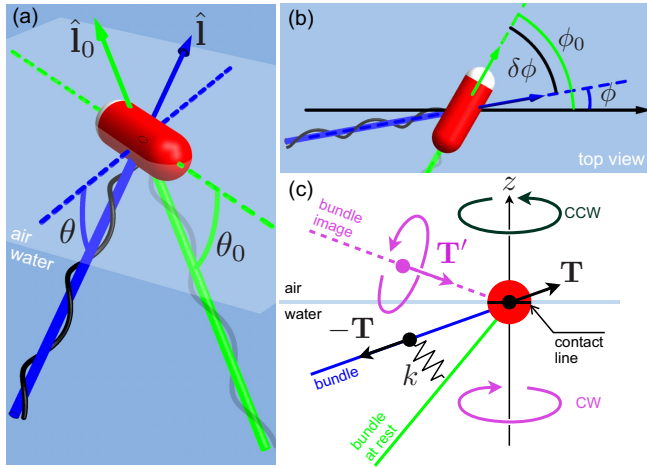 (a)
l̂₀
l̂
θ
θ₀
air
water
(b)
ϕ₀
δϕ
ϕ
top view
(c)
bundle
image
z
CCW
T′
T
air
water
−T
contact
line
bundle
k
CW
bundle
at rest